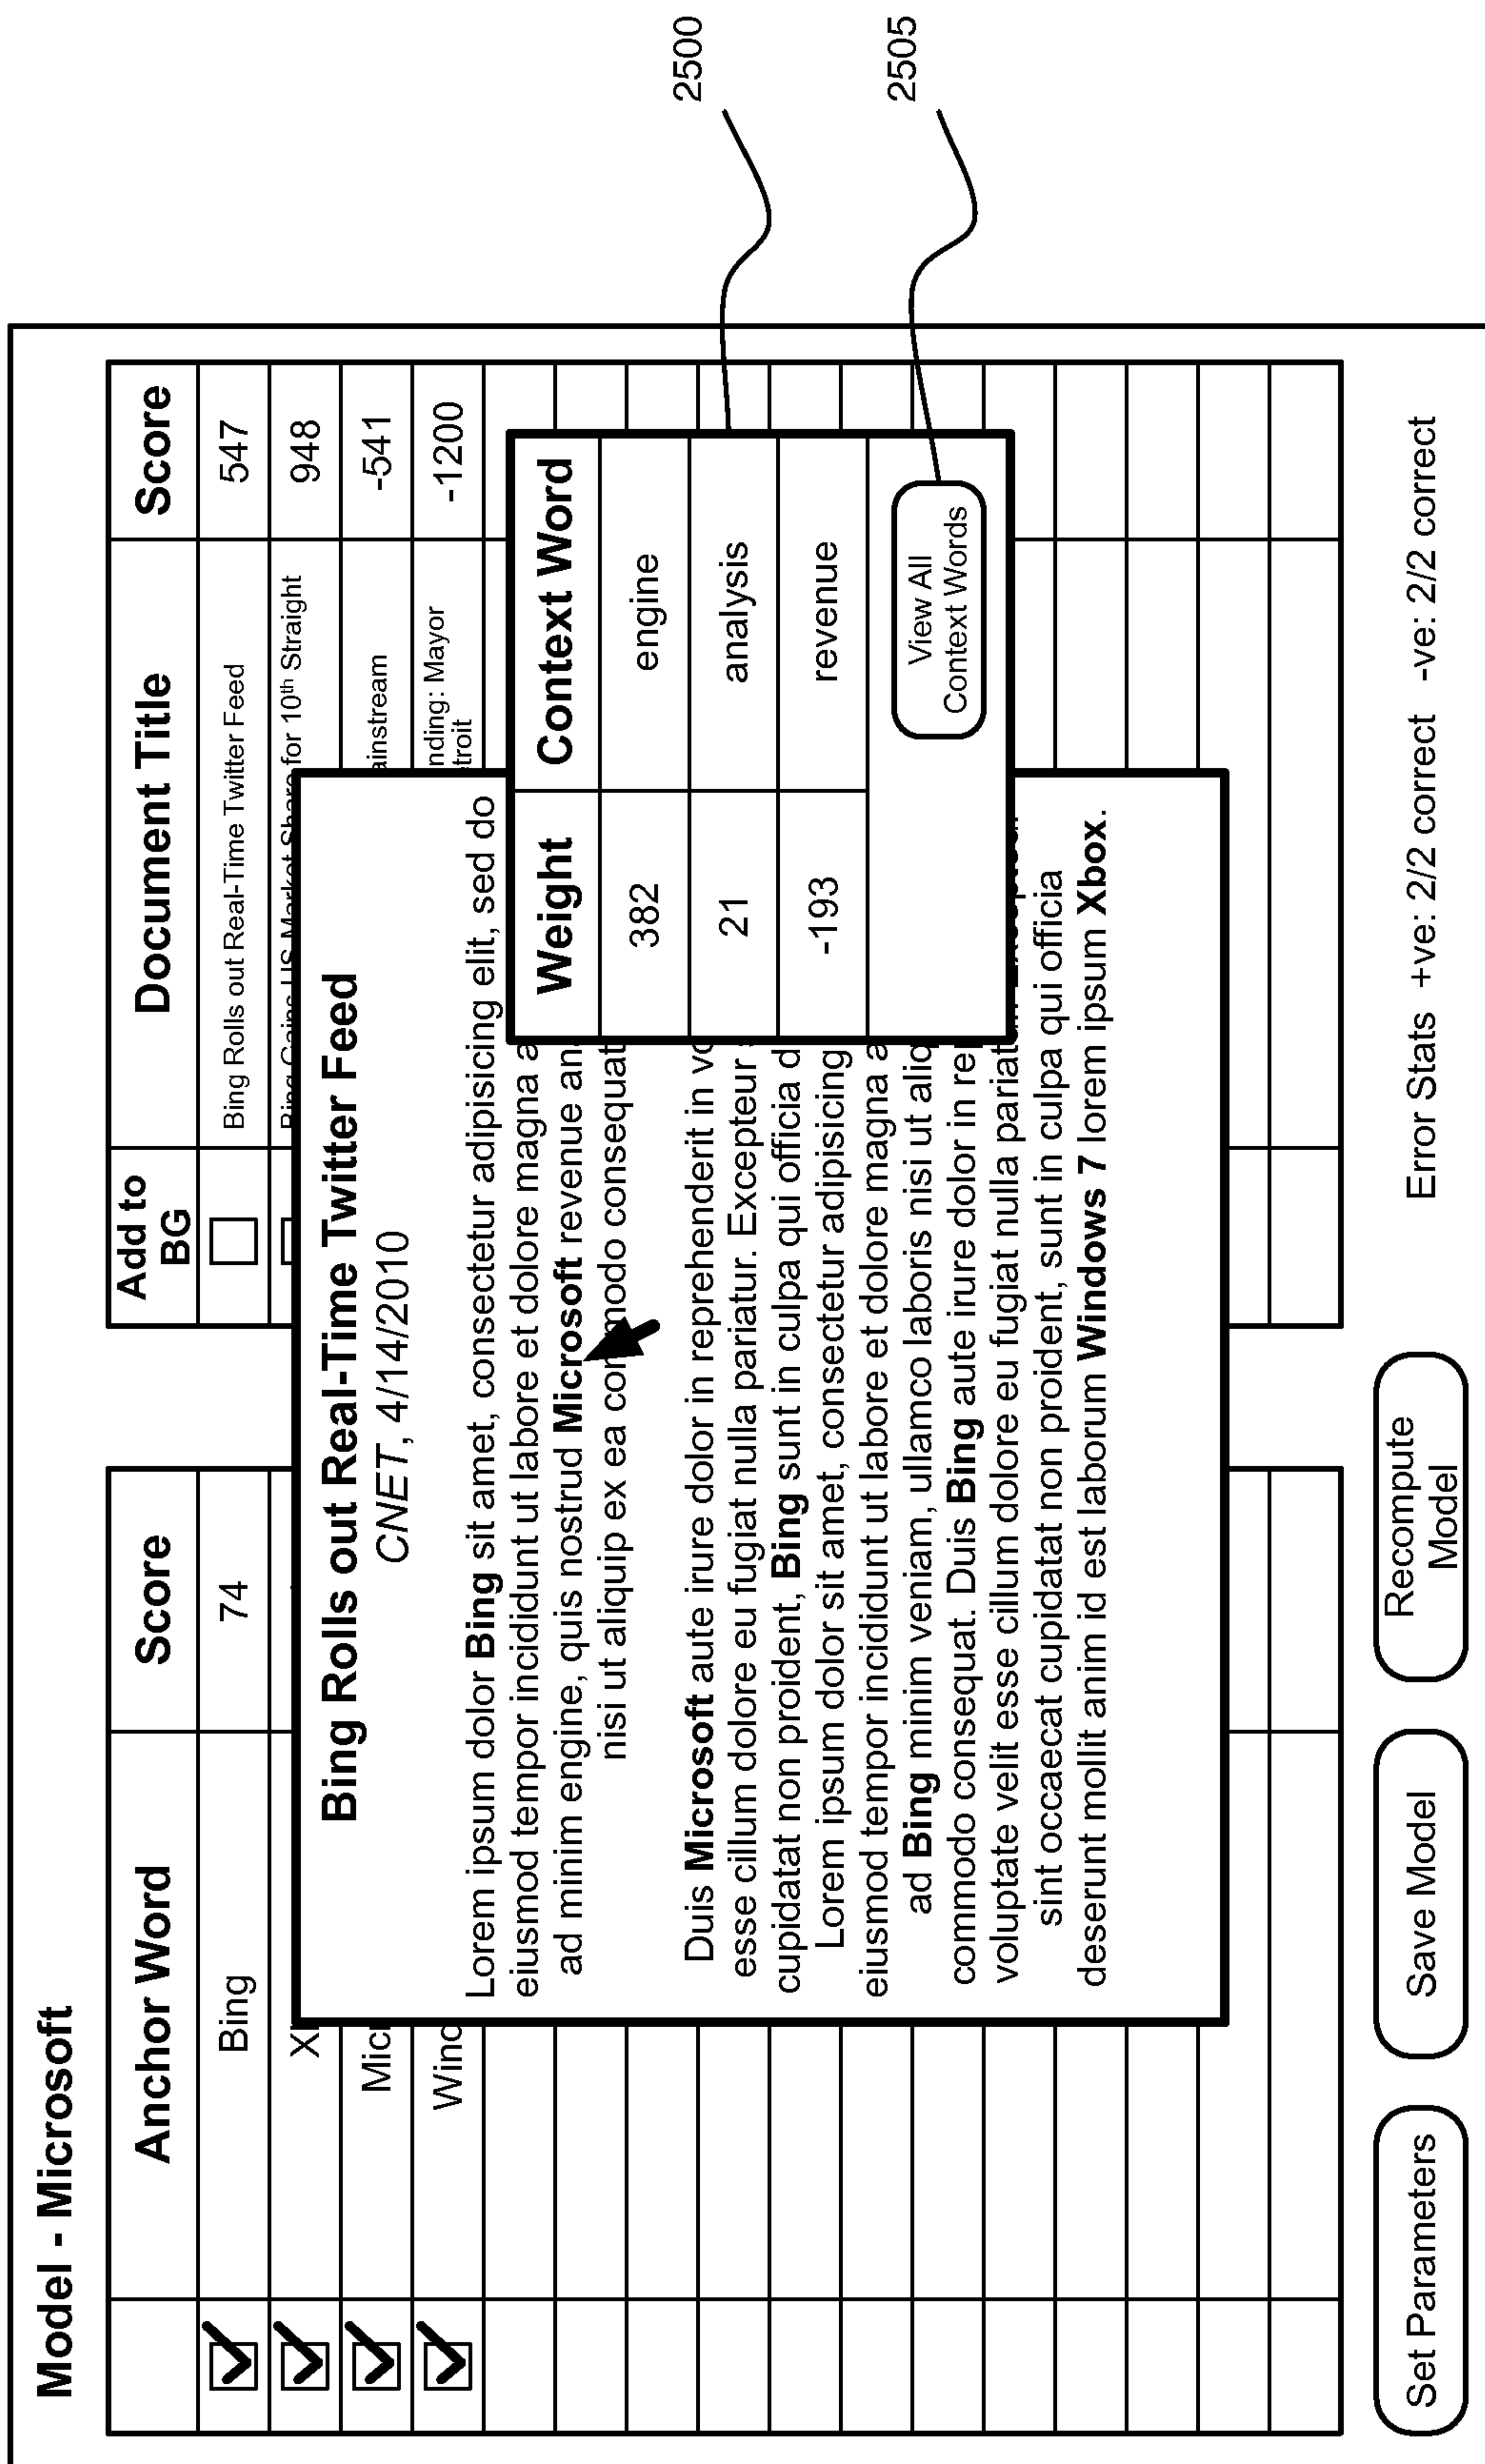 Model - Microsoft
Anchor Word Score
Bing 74
X
Mic
Winc
Add to
BG
Document Title Score
Bing Rolls out Real-Time Twitter Feed 547
Bing Gains US Market Share for 10th Straight 948
ainstream -541
nding: Mayor
troit
-1200
Bing Rolls out Real-Time Twitter Feed
CNET, 4/14/2010
Lorem ipsum dolor Bing sit amet, consectetur adipisicing elit, sed do
eiusmod tempor incididunt ut labore et dolore magna a
ad minim engine, quis nostrud Microsoft revenue an
nisi ut aliquip ex ea commodo consequat
Duis Microsoft aute irure dolor in reprehenderit in vo
esse cillum dolore eu fugiat nulla pariatur. Excepteur
cupidatat non proident, Bing sunt in culpa qui officia d
Lorem ipsum dolor sit amet, consectetur adipisicing
eiusmod tempor incididunt ut labore et dolore magna a
ad Bing minim veniam, ullamco laboris nisi ut aliq
commodo consequat. Duis Bing aute irure dolor in re
voluptate velit esse cillum dolore eu fugiat nulla pariat
sint occaecat cupidatat non proident, sunt in culpa qui officia
deserunt mollit anim id est laborum Windows 7 lorem ipsum Xbox.
Weight Context Word
382 engine
21 analysis
-193 revenue
View All
Context Words
2500
2505
Set Parameters
Save Model
Recompute
Model
Error Stats +ve: 2/2 correct -ve: 2/2 correct